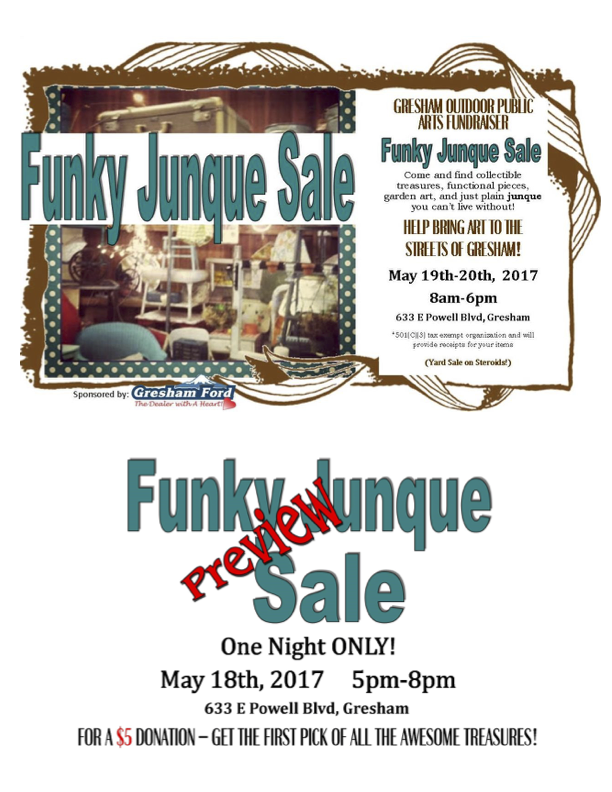 Funky Junque Sale
GRESHAM OUTDOOR PUBLIC
ARTS FUNDRAISER
Funky Junque Sale
Come and find collectible
treasures, functional pieces,
garden art, and just plain junque
you can't live without!
HELP BRING ART TO THE
STREETS OF GRESHAM!
May 19th-20th, 2017
8am-6pm
633 E Powell Blvd, Gresham
*501(C)(3) tax exempt organization and will
provide receipts for your items
(Yard Sale on Steroids!)
Sponsored by: Gresham Ford
The Dealer with A Heart!
Funky Junque
Preview
Sale
One Night ONLY!
May 18th, 2017 5pm-8pm
633 E Powell Blvd, Gresham
FOR A $5 DONATION – GET THE FIRST PICK OF ALL THE AWESOME TREASURES!